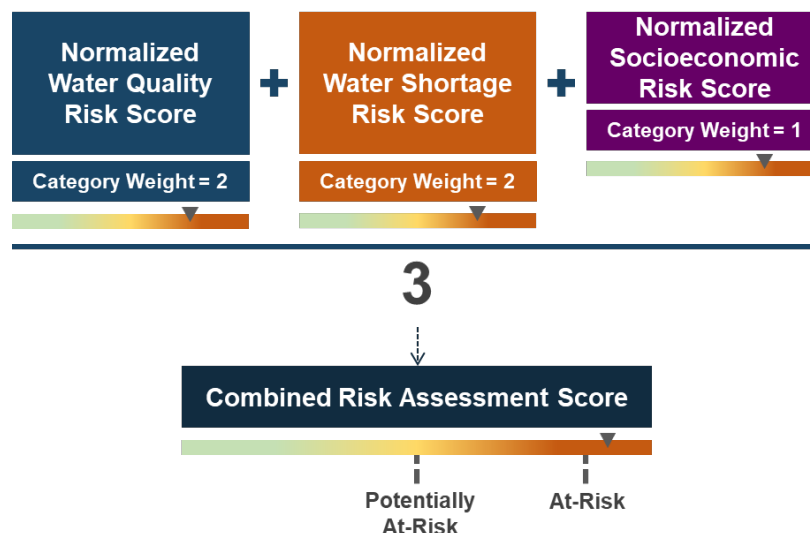 Normalized
Water Quality
Risk Score
Category Weight = 2
+
Normalized
Water Shortage
Risk Score
Category Weight = 2
+
Normalized
Socioeconomic
Risk Score
Category Weight = 1
3
Combined Risk Assessment Score
Potentially
At-Risk
At-Risk